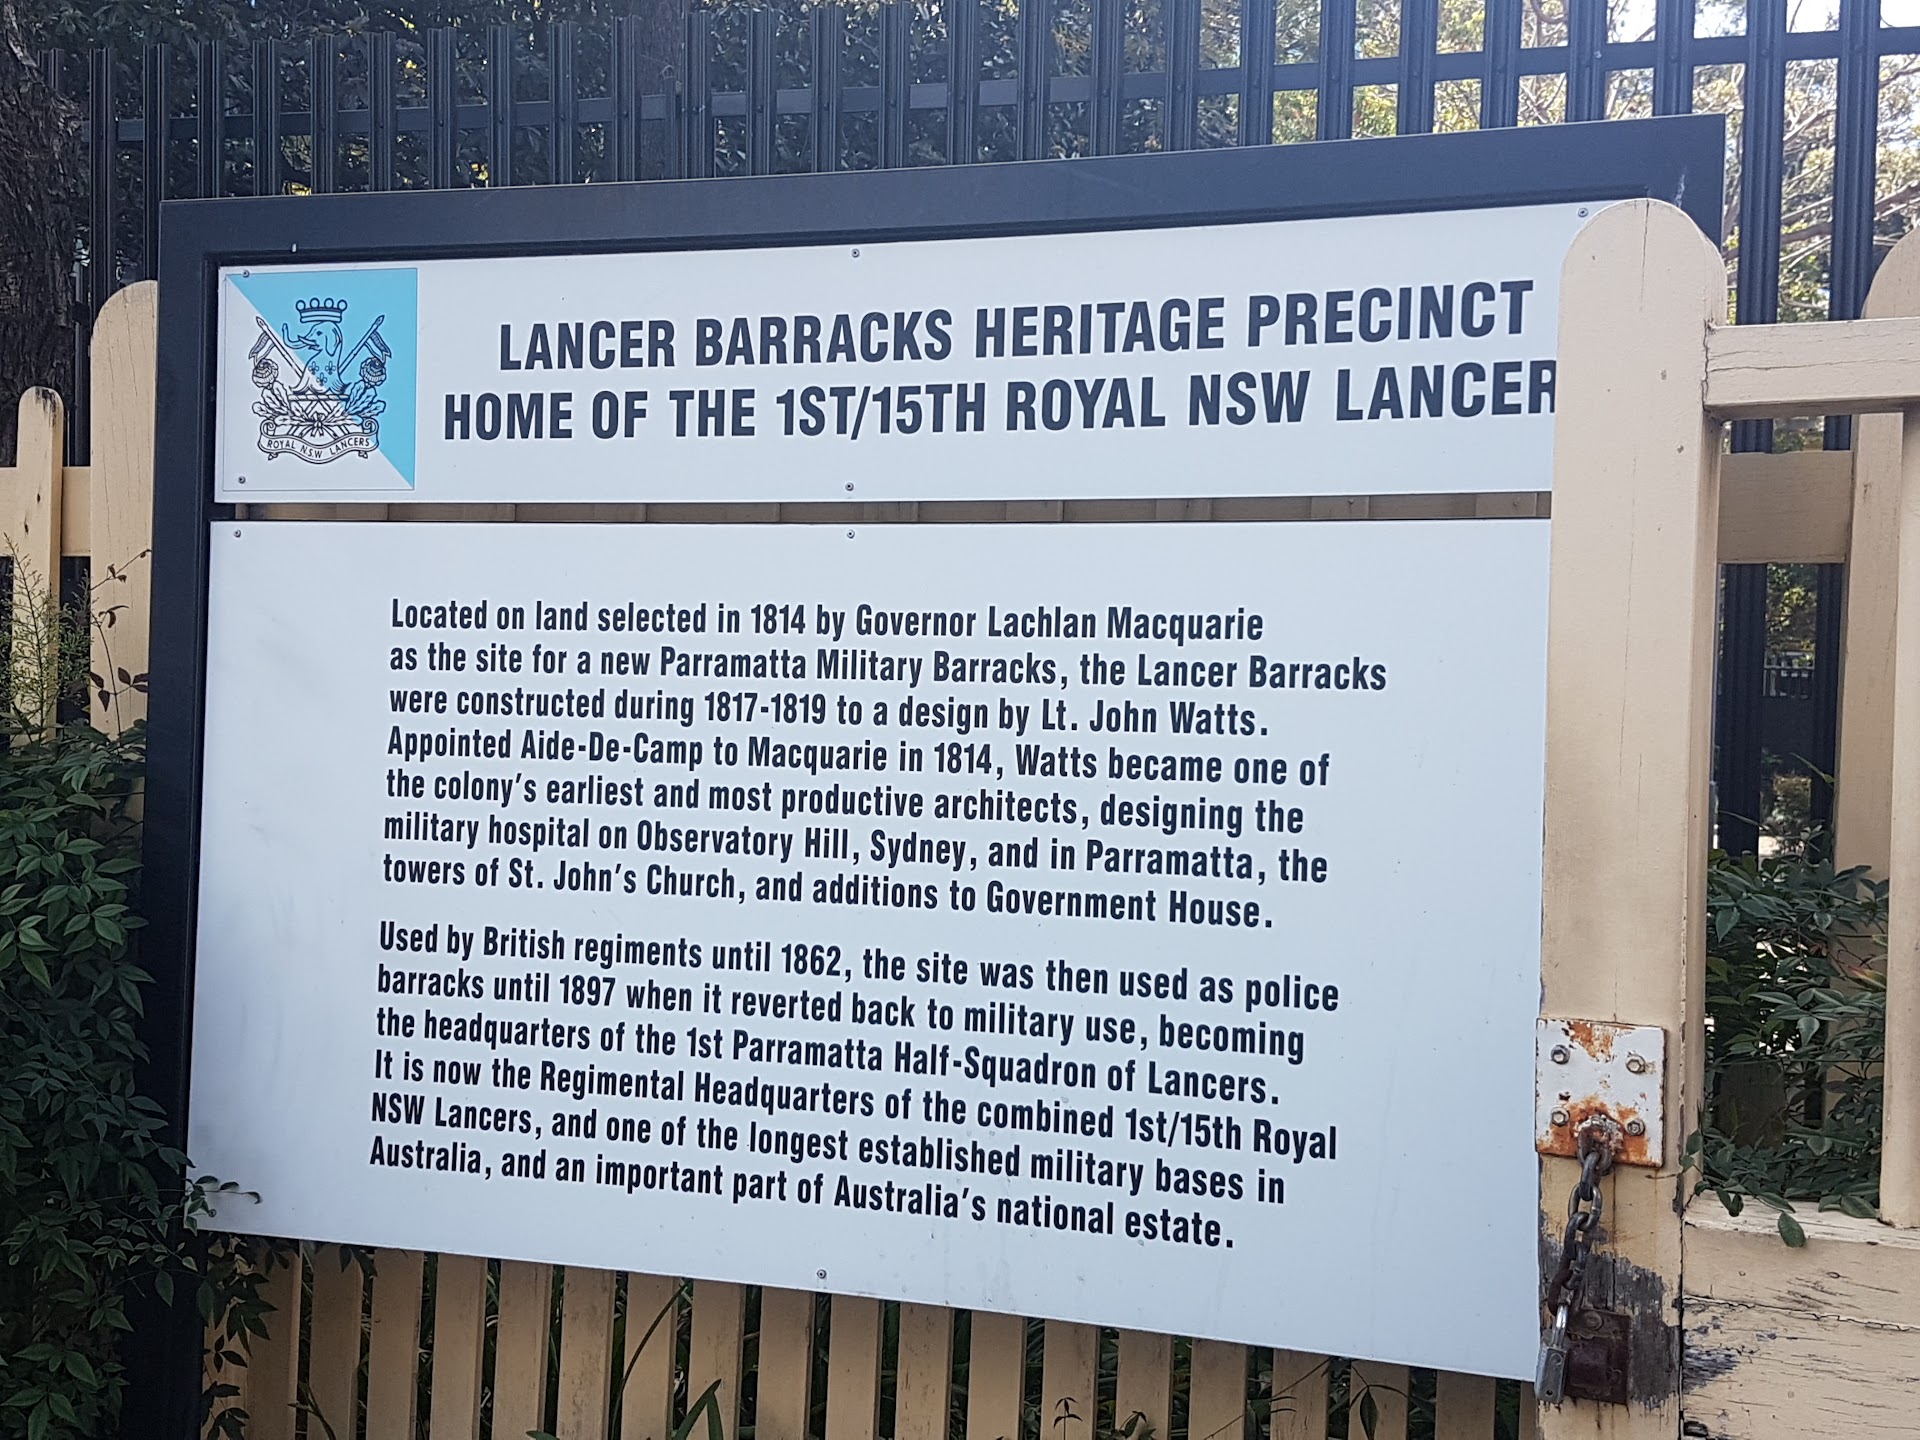 LANCER BARRACKS HERITAGE PRECINCT
HOME OF THE 1ST/15TH ROYAL NSW LANCER
ROYAL N.S.W LANCERS
Located on land selected in 1814 by Governor Lachlan Macquarie
as the site for a new Parramatta Military Barracks, the Lancer Barracks
were constructed during 1817-1819 to a design by Lt. John Watts.
Appointed Aide-De-Camp to Macquarie in 1814, Watts became one of
the colony's earliest and most productive architects, designing the
military hospital on Observatory Hill, Sydney, and in Parramatta, the
towers of St. John's Church, and additions to Government House.
Used by British regiments until 1862, the site was then used as police
barracks until 1897 when it reverted back to military use, becoming
the headquarters of the 1st Parramatta Half-Squadron of Lancers.
It is now the Regimental Headquarters of the combined 1st/15th Royal
NSW Lancers, and one of the longest established military bases in
Australia, and an important part of Australia's national estate.